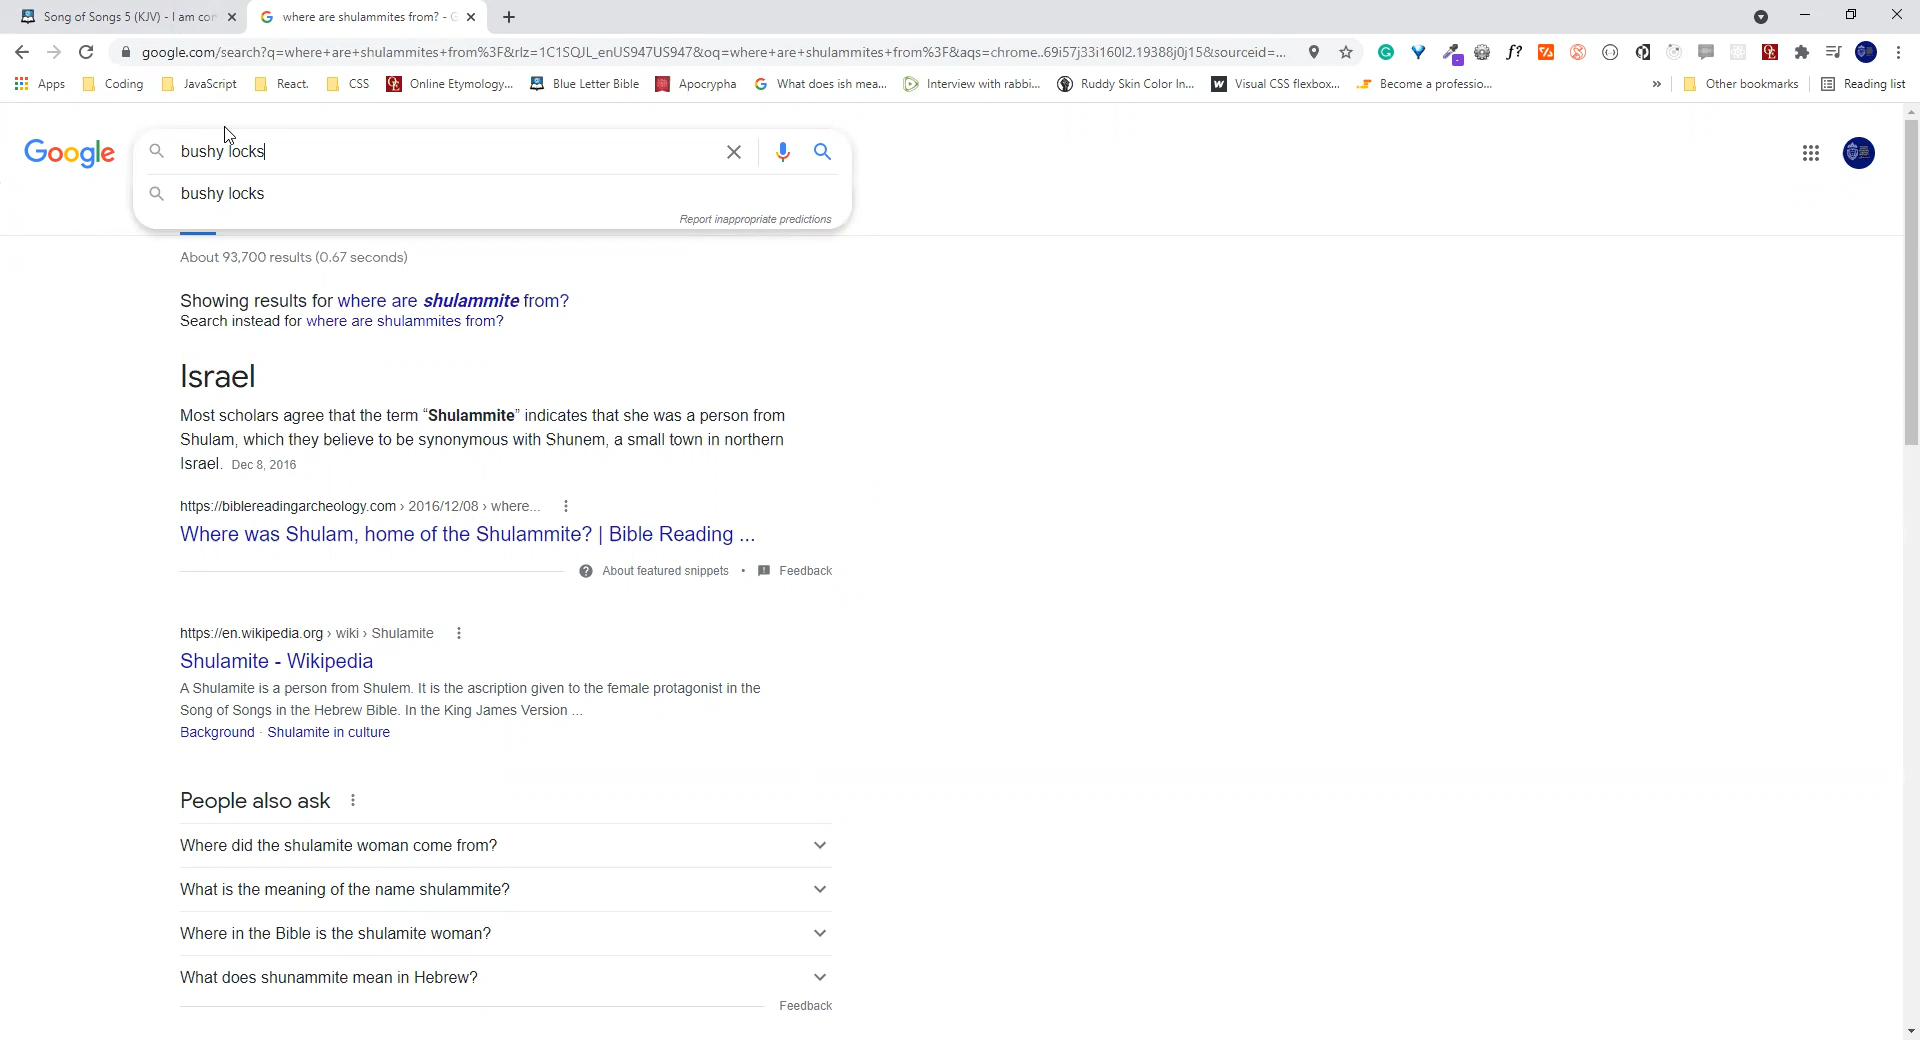 Song of Songs 5 (KJV) - I am cor
where are shulammites from? - G
google.com/search?q=where+are+shulammites+from%3F&rlz=1C1SQJL_enUS947US947&oq=where+are+shulammites+from%3F&aqs=chrome..69i57j33i160l2.19388j0j15&sourceid=...
Apps Coding JavaScript React. CSS Online Etymology... Blue Letter Bible Apocrypha What does ish mea... Interview with rabbi... Ruddy Skin Color In... Visual CSS flexbox... Become a professio... » Other bookmarks Reading list
Google
bushy locks
bushy locks
Report inappropriate predictions
About 93,700 results (0.67 seconds)
Showing results for where are shulammite from?
Search instead for where are shulammites from?
Israel
Most scholars agree that the term “Shulammite” indicates that she was a person from
Shulam, which they believe to be synonymous with Shunem, a small town in northern
Israel. Dec 8, 2016
https://biblereadingarcheology.com › 2016/12/08 › where...
Where was Shulam, home of the Shulammite? | Bible Reading ...
About featured snippets • Feedback
https://en.wikipedia.org › wiki › Shulamite
Shulamite - Wikipedia
A Shulamite is a person from Shulem. It is the ascription given to the female protagonist in the
Song of Songs in the Hebrew Bible. In the King James Version ...
Background · Shulamite in culture
People also ask
Where did the shulamite woman come from?
What is the meaning of the name shulammite?
Where in the Bible is the shulamite woman?
What does shunammite mean in Hebrew?
Feedback